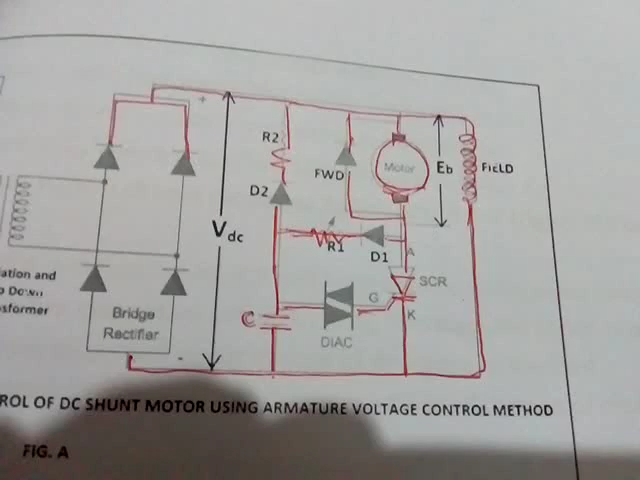 +
R2
D2
FWD
Motor
Eb
FIELD
Vdc
R1
D1
A
SCR
G
K
C
DIAC
ation and
Down
sformer
Bridge
Rectifier
-
ROL OF DC SHUNT MOTOR USING ARMATURE VOLTAGE CONTROL METHOD
FIG. A